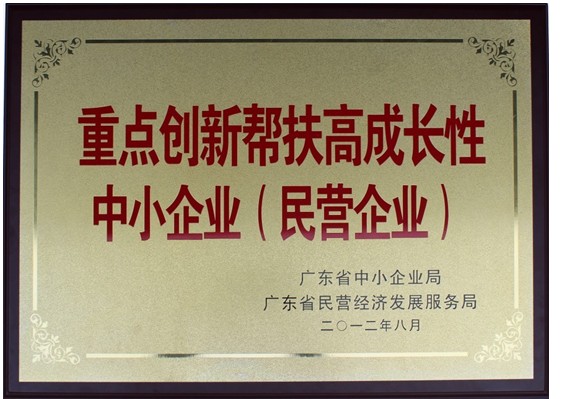 重点创新帮扶高成长性
中小企业（民营企业）
广东省中小企业局
广东省民营经济发展服务局
二〇一二年八月